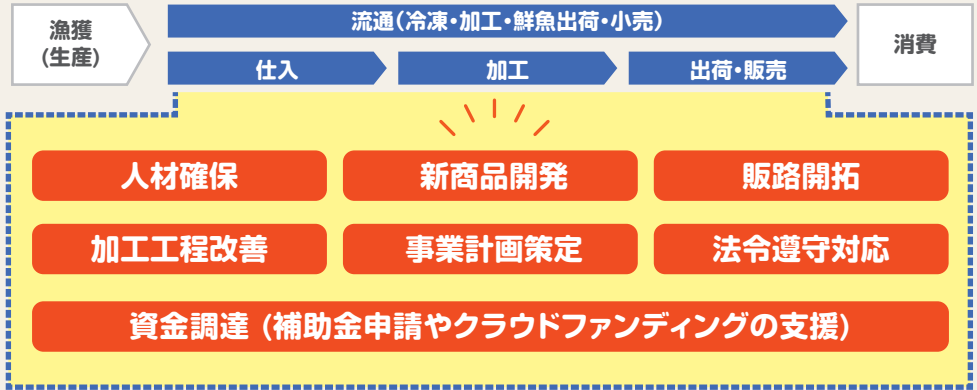 漁獲
(生産)
流通(冷凍・加工・鮮魚出荷・小売)
消費
仕入
加工
出荷・販売
人材確保
新商品開発
販路開拓
加工工程改善
事業計画策定
法令遵守対応
資金調達 (補助金申請やクラウドファンディングの支援)